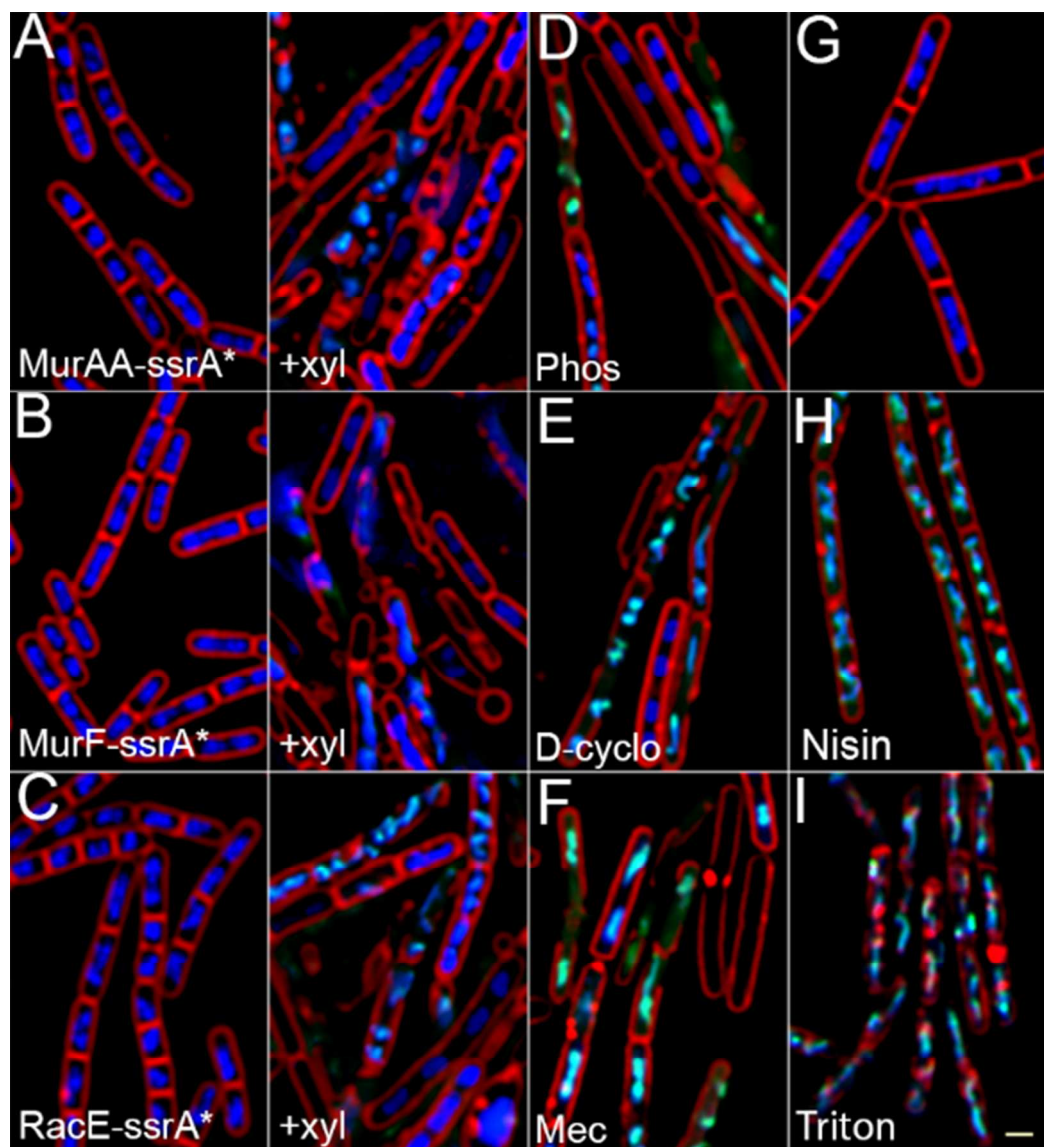 A
D
G
MurAA-ssrA*
+xyl
Phos
B
E
H
MurF-ssrA*
+xyl
D-cyclo
Nisin
C
F
I
RacE-ssrA*
+xyl
Mec
Triton